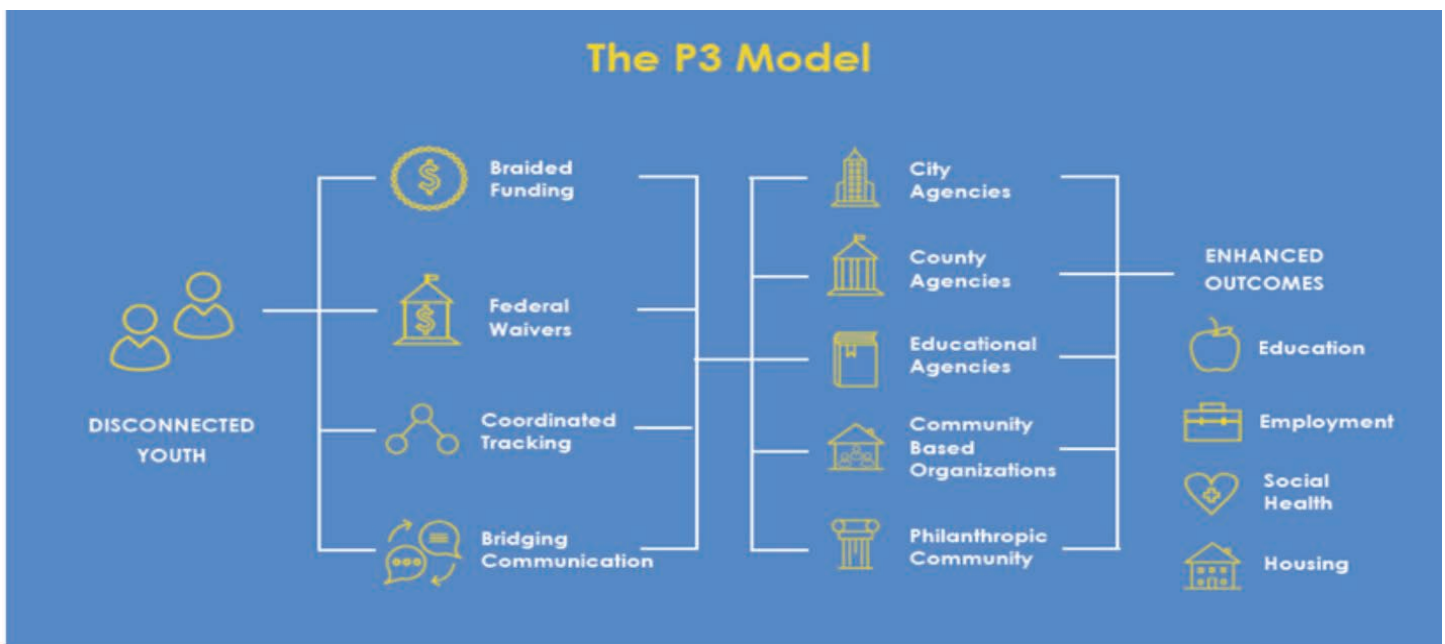 The P3 Model
DISCONNECTED
YOUTH
Braided
Funding
Federal
Waivers
Coordinated
Tracking
Bridging
Communication
City
Agencies
County
Agencies
Educational
Agencies
Community
Based
Organizations
Philanthropic
Community
ENHANCED
OUTCOMES
Education
Employment
Social
Health
Housing